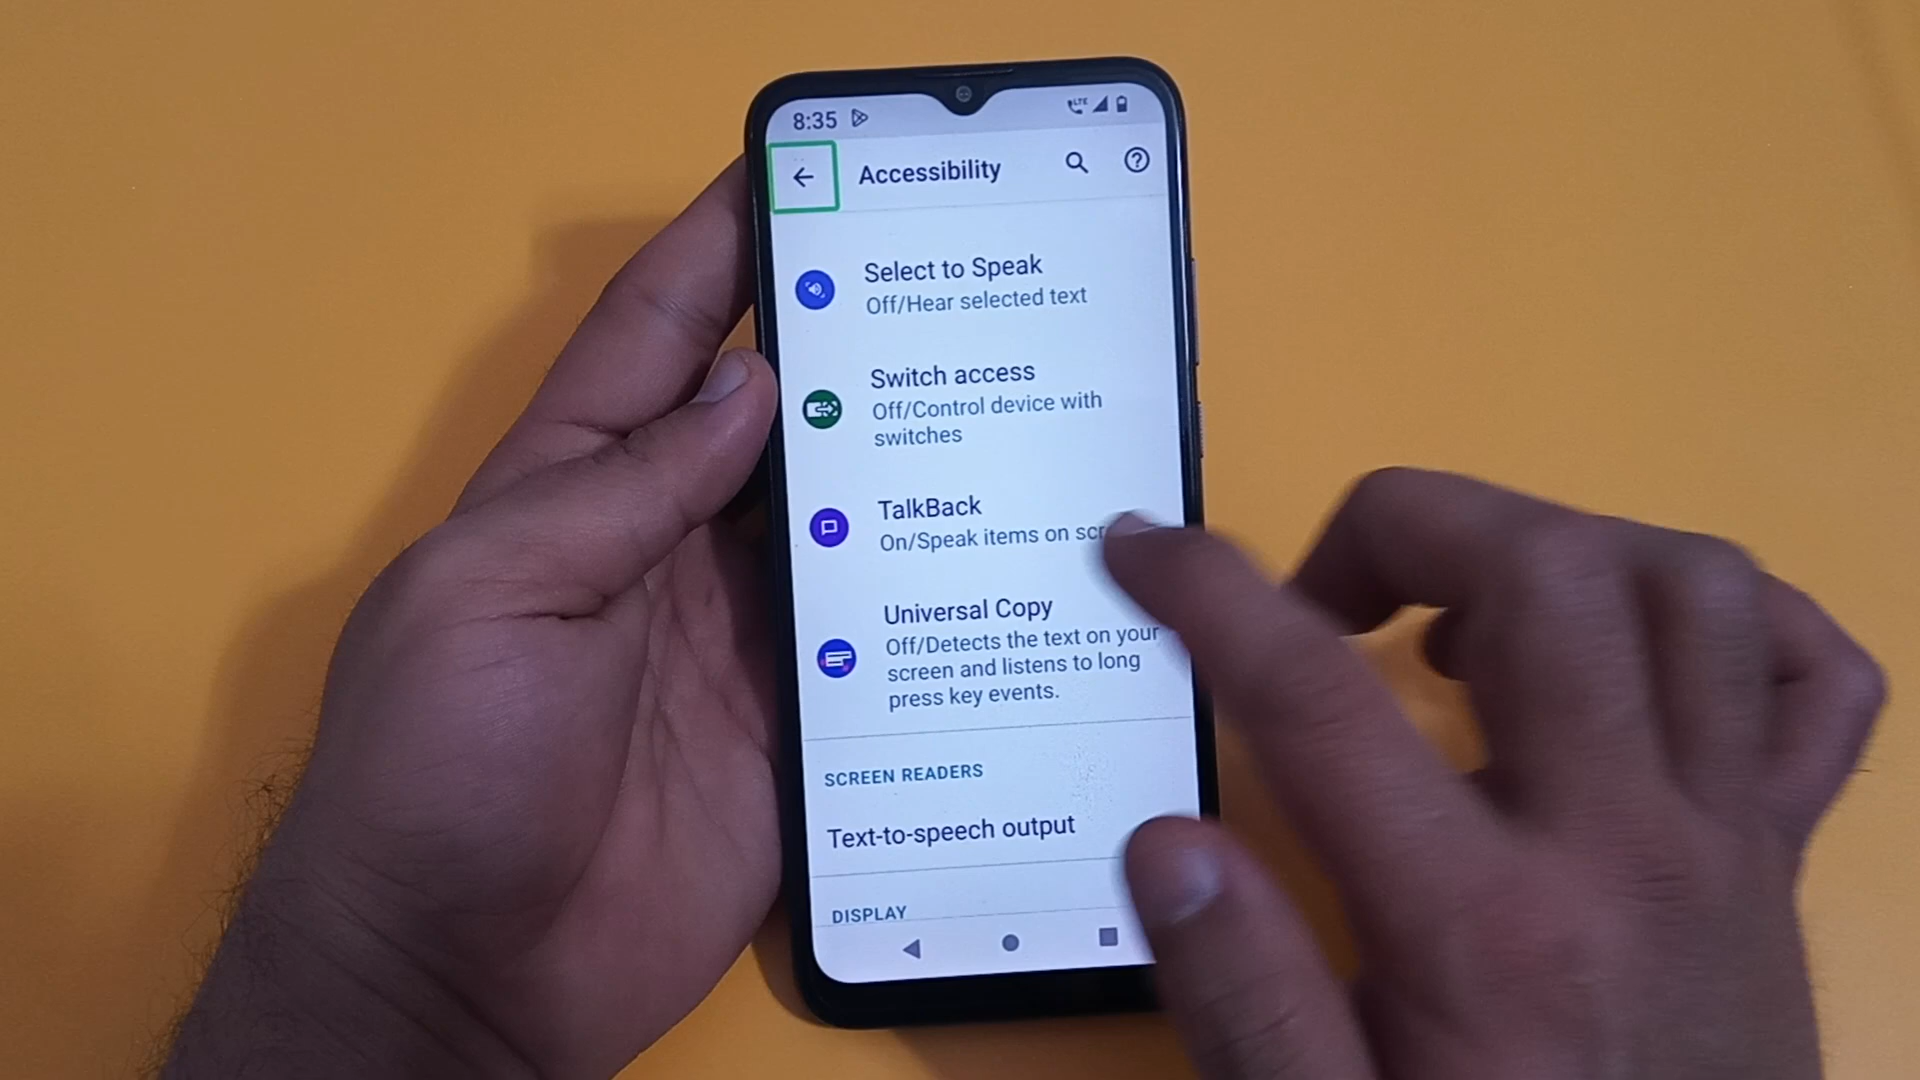 8:35
LTE
Accessibility
Select to Speak
Off/Hear selected text
Switch access
Off/Control device with
switches
TalkBack
On/Speak items on scr
Universal Copy
Off/Detects the text on your
screen and listens to long
press key events.
SCREEN READERS
Text-to-speech output
DISPLAY